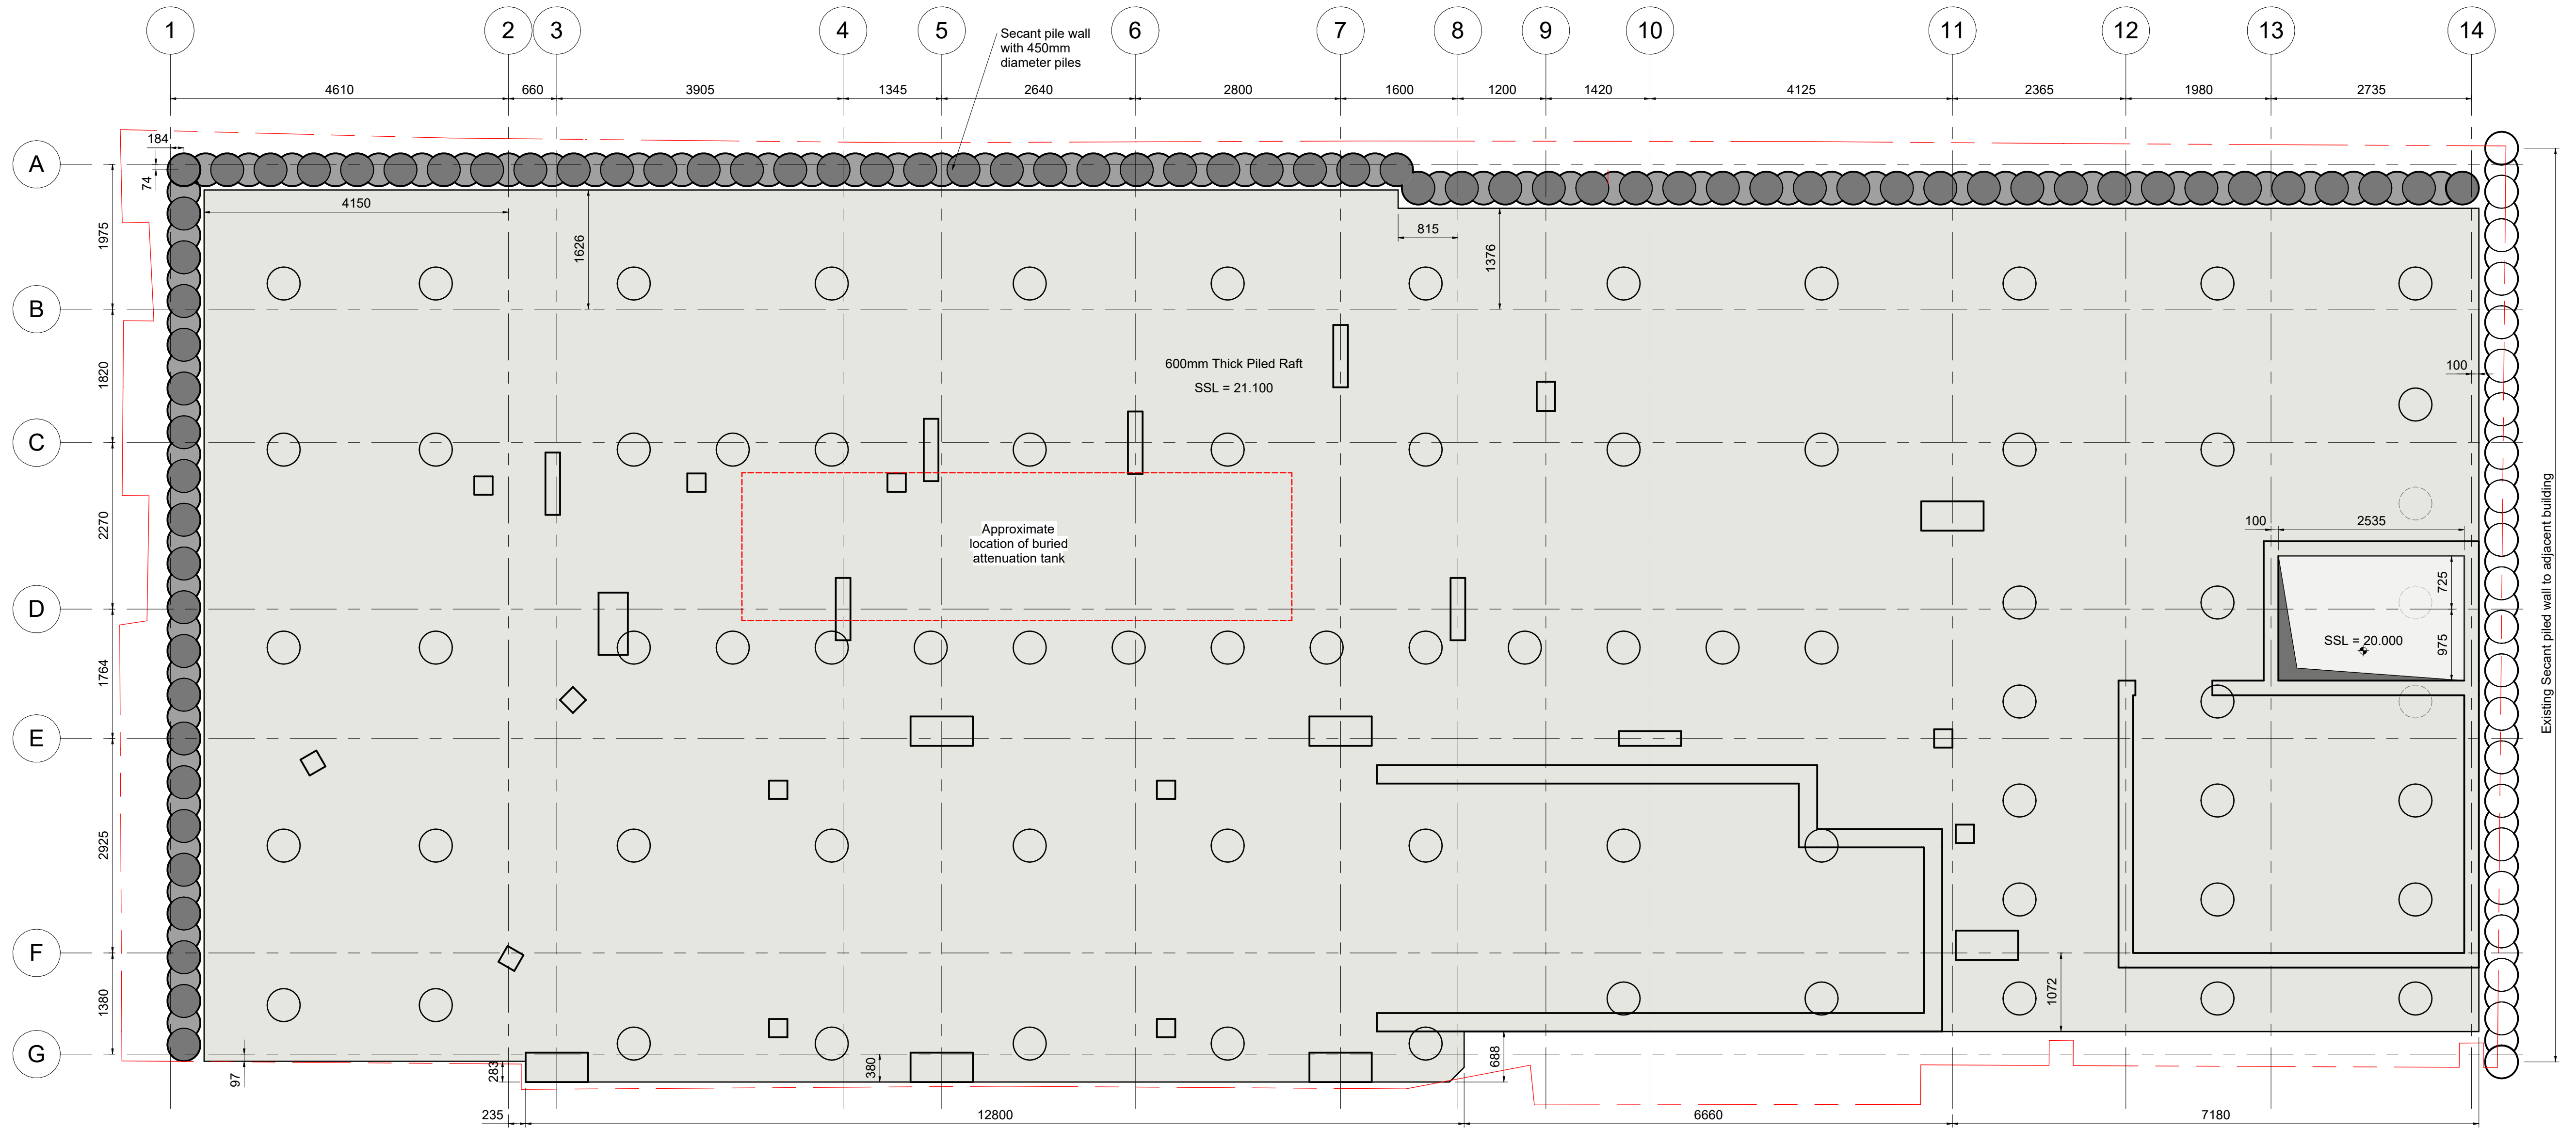 1 2 3 4 5 6 7 8 9 10 11 12 13 14
Secant pile wall
with 450mm
diameter piles
4610 660 3905 1345 2640 2800 1600 1200 1420 4125 2365 1980 2735
184
A
74
4150
1975
1626
815
1376
B
1820
600mm Thick Piled Raft
SSL = 21.100
100
C
2270
Approximate
location of buried
attenuation tank
100
2535
725
Existing Secant piled wall to adjacent building
D
SSL = 20.000
975
1764
E
2925
F
1380
1072
G
97
283
380
688
235 12800 6660 7180